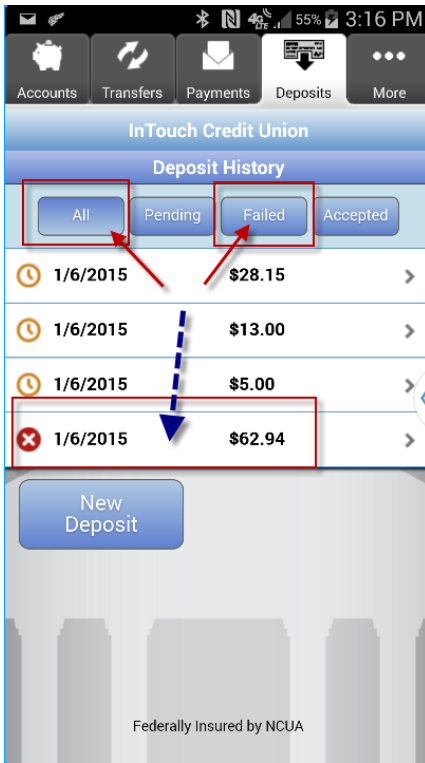 4G LTE 55% 3:16 PM
Accounts Transfers Payments Deposits More
InTouch Credit Union
Deposit History
All Pending Failed Accepted
1/6/2015 $28.15
1/6/2015 $13.00
1/6/2015 $5.00
1/6/2015 $62.94
New
Deposit
Federally Insured by NCUA